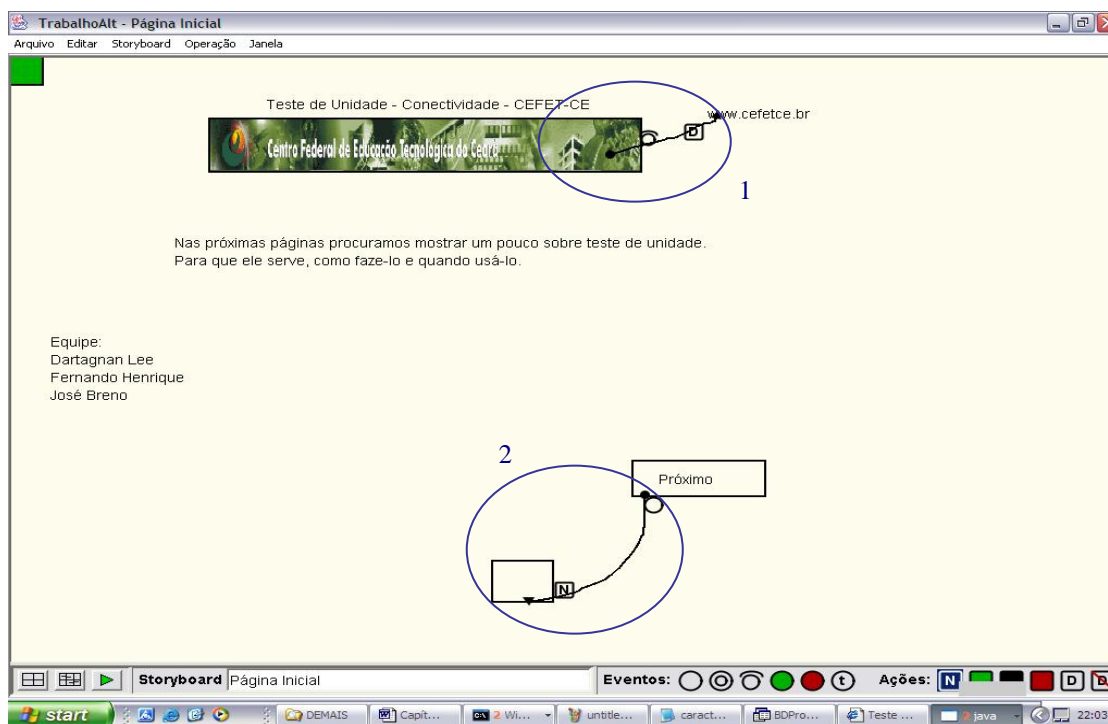 TrabalhoAlt - Página Inicial
Arquivo Editar Storyboard Operação Janela
Teste de Unidade - Conectividade - CEFET-CE
www.cefetce.br
Centro Federal de Educação Tecnológica do Ceará
D
1
Nas próximas páginas procuramos mostrar um pouco sobre teste de unidade.
Para que ele serve, como faze-lo e quando usá-lo.
Equipe:
Dartagnan Lee
Fernando Henrique
José Breno
2
Próximo
N
Storyboard Página Inicial Eventos: t Ações: N D D
start DEMAIS Capít... 2 Wi... untitle... caract... BDPro... Teste ... 2 java 22:03